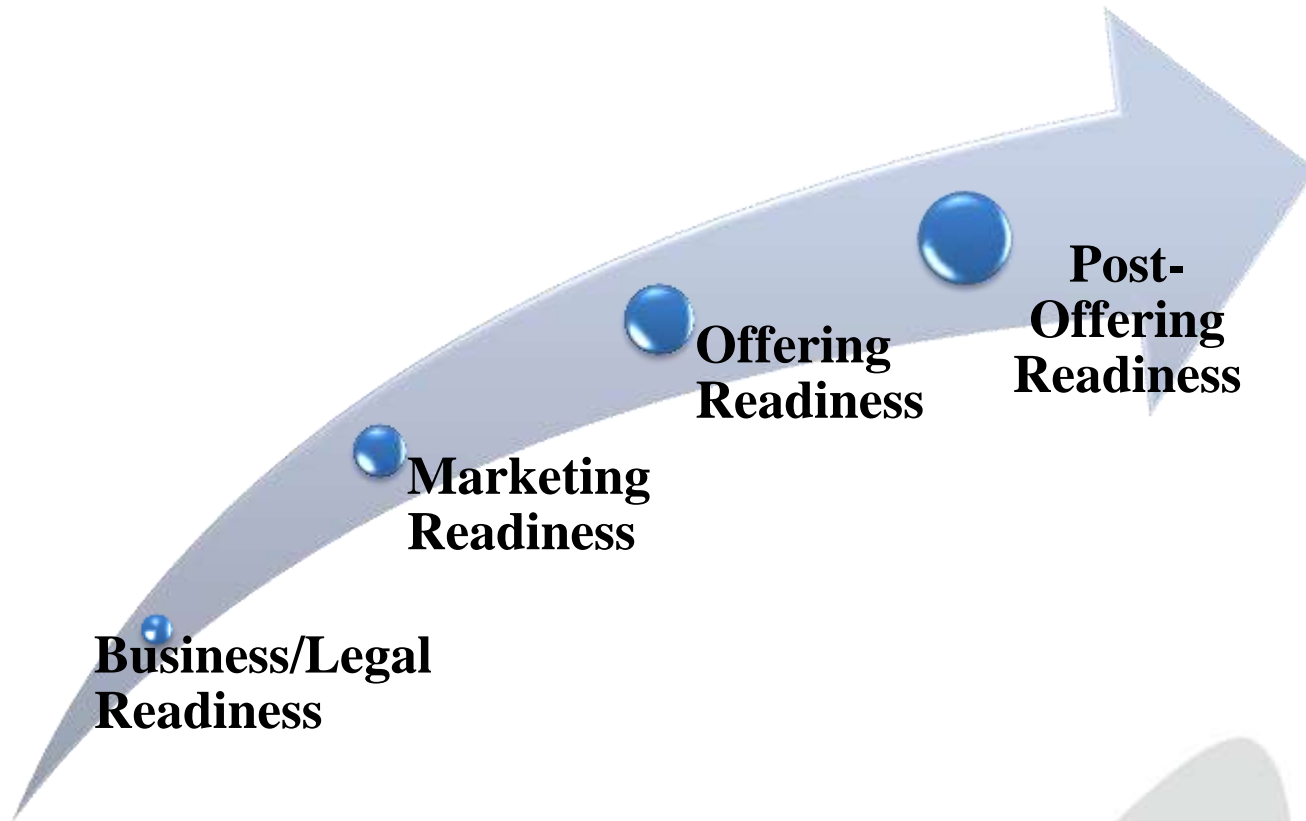 Post-
Offering
Readiness
Offering
Readiness
Marketing
Readiness
Business/Legal
Readiness